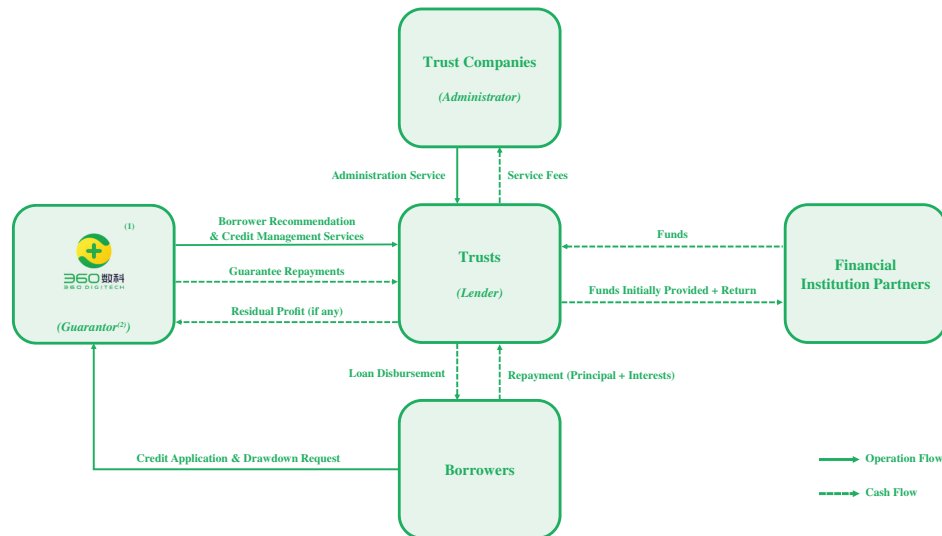 Trust Companies
(Administrator)
Administration Service
Service Fees
(1)
360数科
360 DIGITECH
(Guarantor(2))
Borrower Recommendation
& Credit Management Services
Guarantee Repayments
Residual Profit (if any)
Trusts
(Lender)
Funds
Funds Initially Provided + Return
Financial
Institution Partners
Loan Disbursement
Repayment (Principal + Interests)
Credit Application & Drawdown Request
Borrowers
Operation Flow
Cash Flow